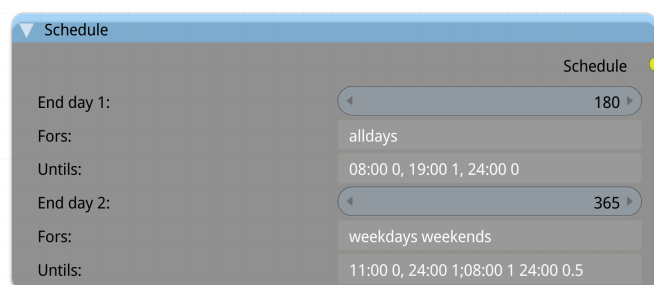 Schedule
Schedule
End day 1: 180
Fors: alldays
Untils: 08:00 0, 19:00 1, 24:00 0
End day 2: 365
Fors: weekdays weekends
Untils: 11:00 0, 24:00 1;08:00 1 24:00 0.5